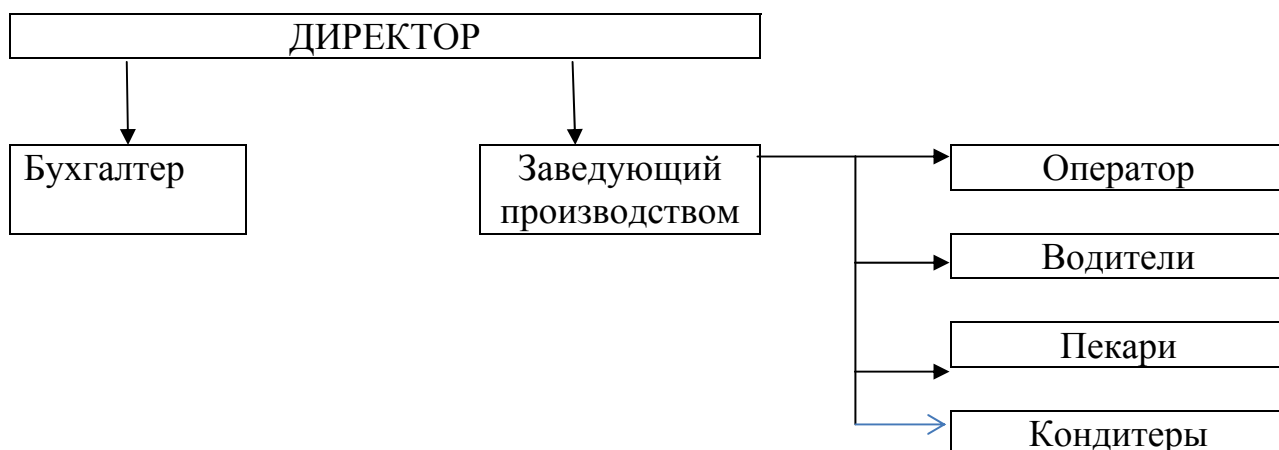 ДИРЕКТОР
Бухгалтер
Заведующий
производством
Оператор
Водители
Пекари
Кондитеры